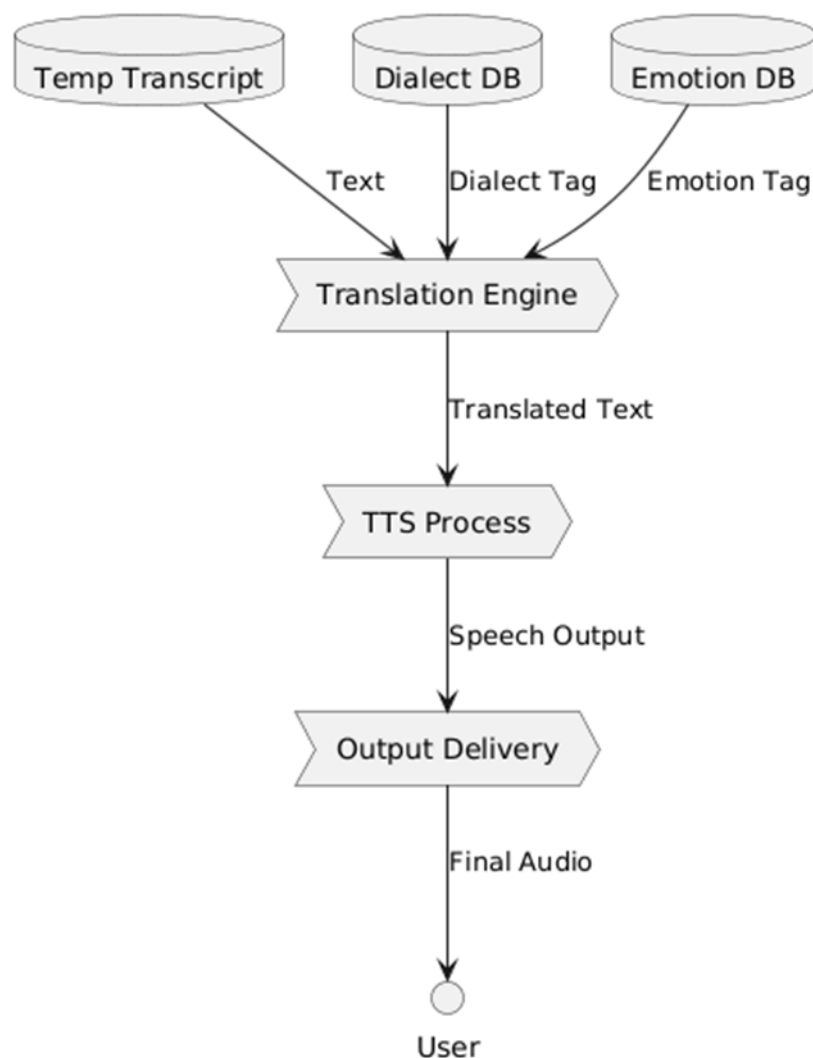 Temp Transcript
Dialect DB
Emotion DB
Text
Dialect Tag
Emotion Tag
Translation Engine
Translated Text
TTS Process
Speech Output
Output Delivery
Final Audio
User